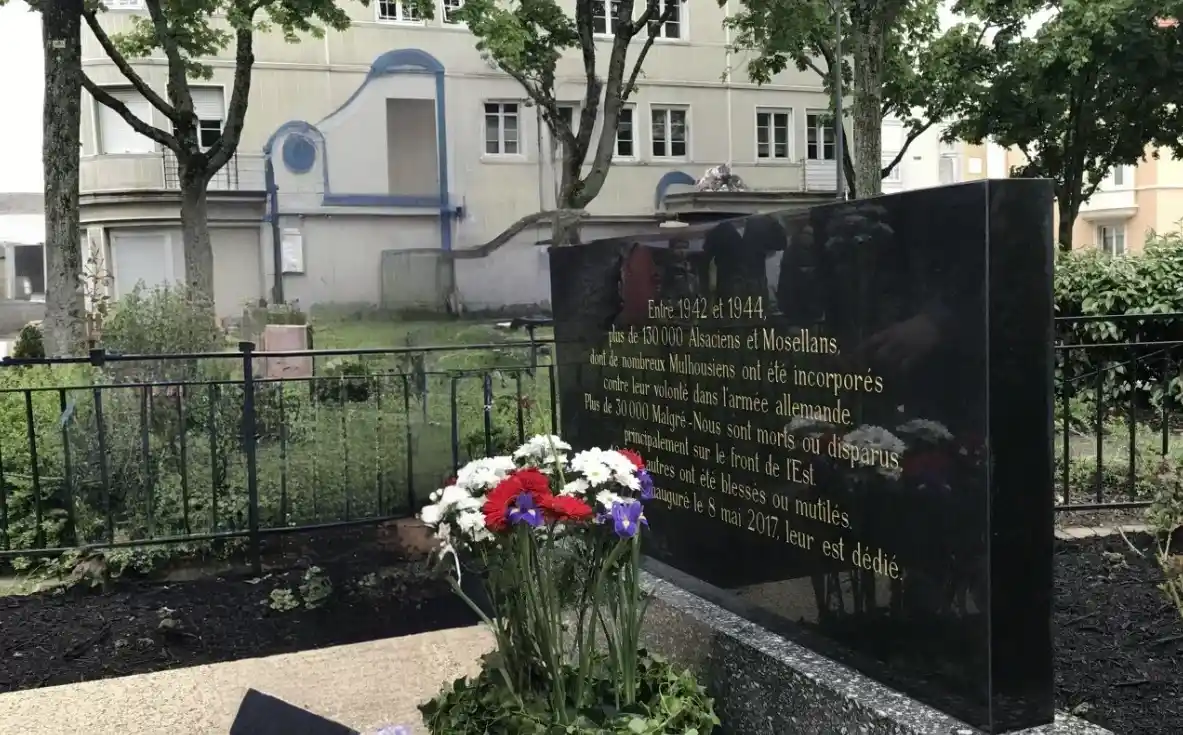 Entre 1942 et 1944,
plus de 130 000 Alsaciens et Mosellans,
dont de nombreux Mulhousiens ont été incorporés
contre leur volonté dans l'armée allemande.
Plus de 30 000 Malgré-Nous sont morts ou disparus,
principalement sur le front de l'Est.
autres ont été blessés ou mutilés.
auguré le 8 mai 2017, leur est dédié.